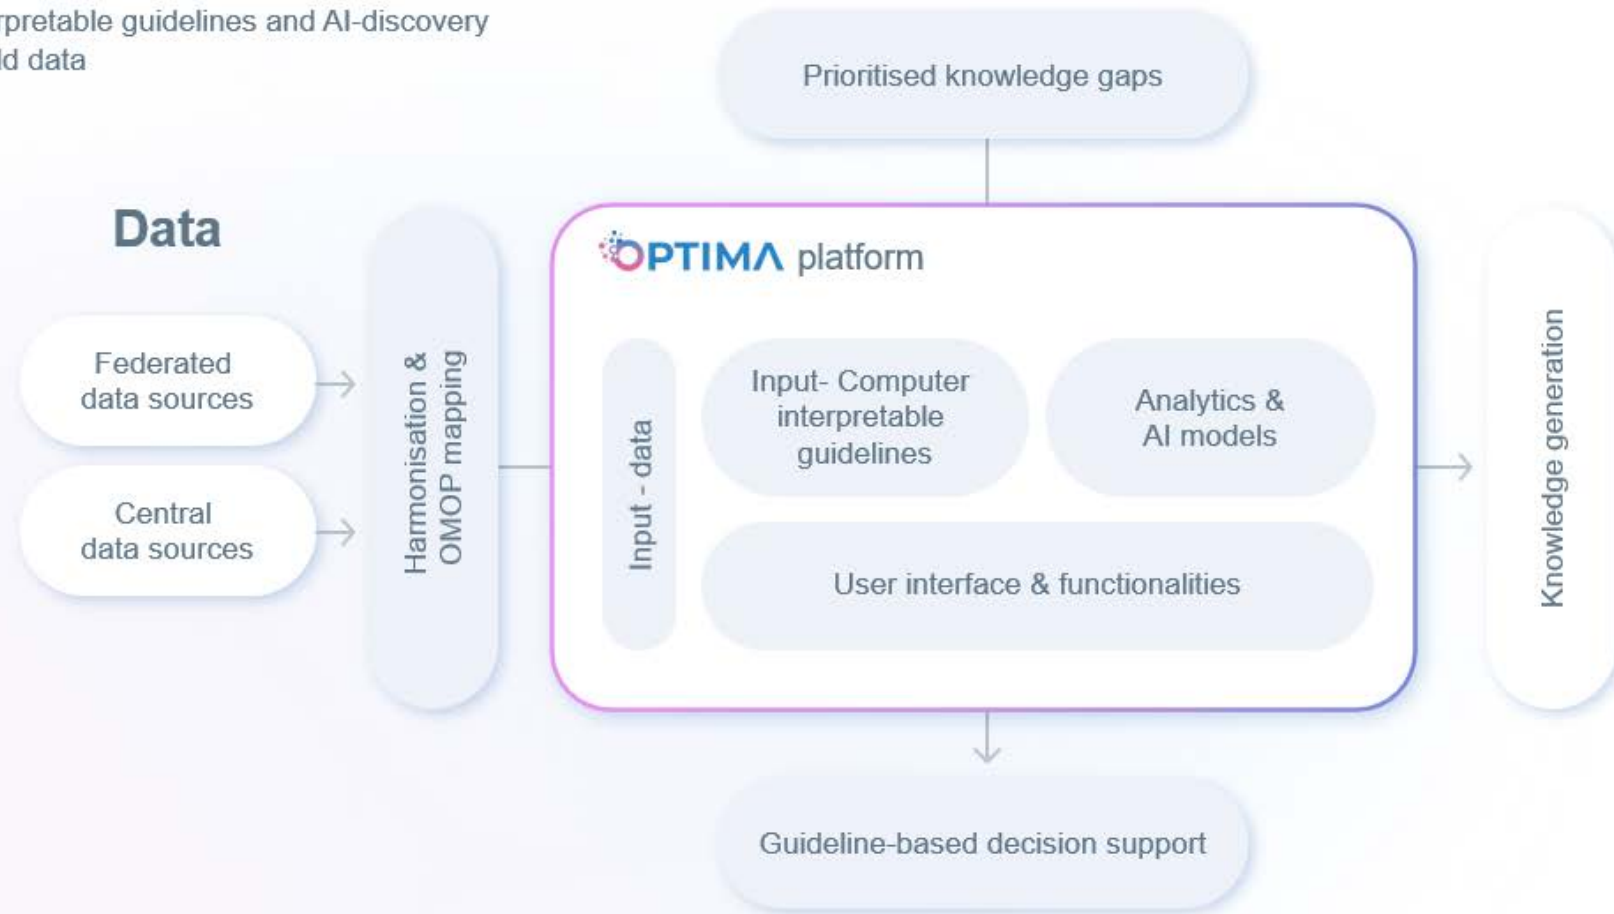 interpretable guidelines and AI-discovery
data
Prioritised knowledge gaps
Data
Federated
data sources
Central
data sources
Harmonisation &
OMOP mapping
OPTIMA platform
Input - data
Input- Computer
interpretable
guidelines
Analytics &
AI models
User interface & functionalities
Knowledge generation
Guideline-based decision support